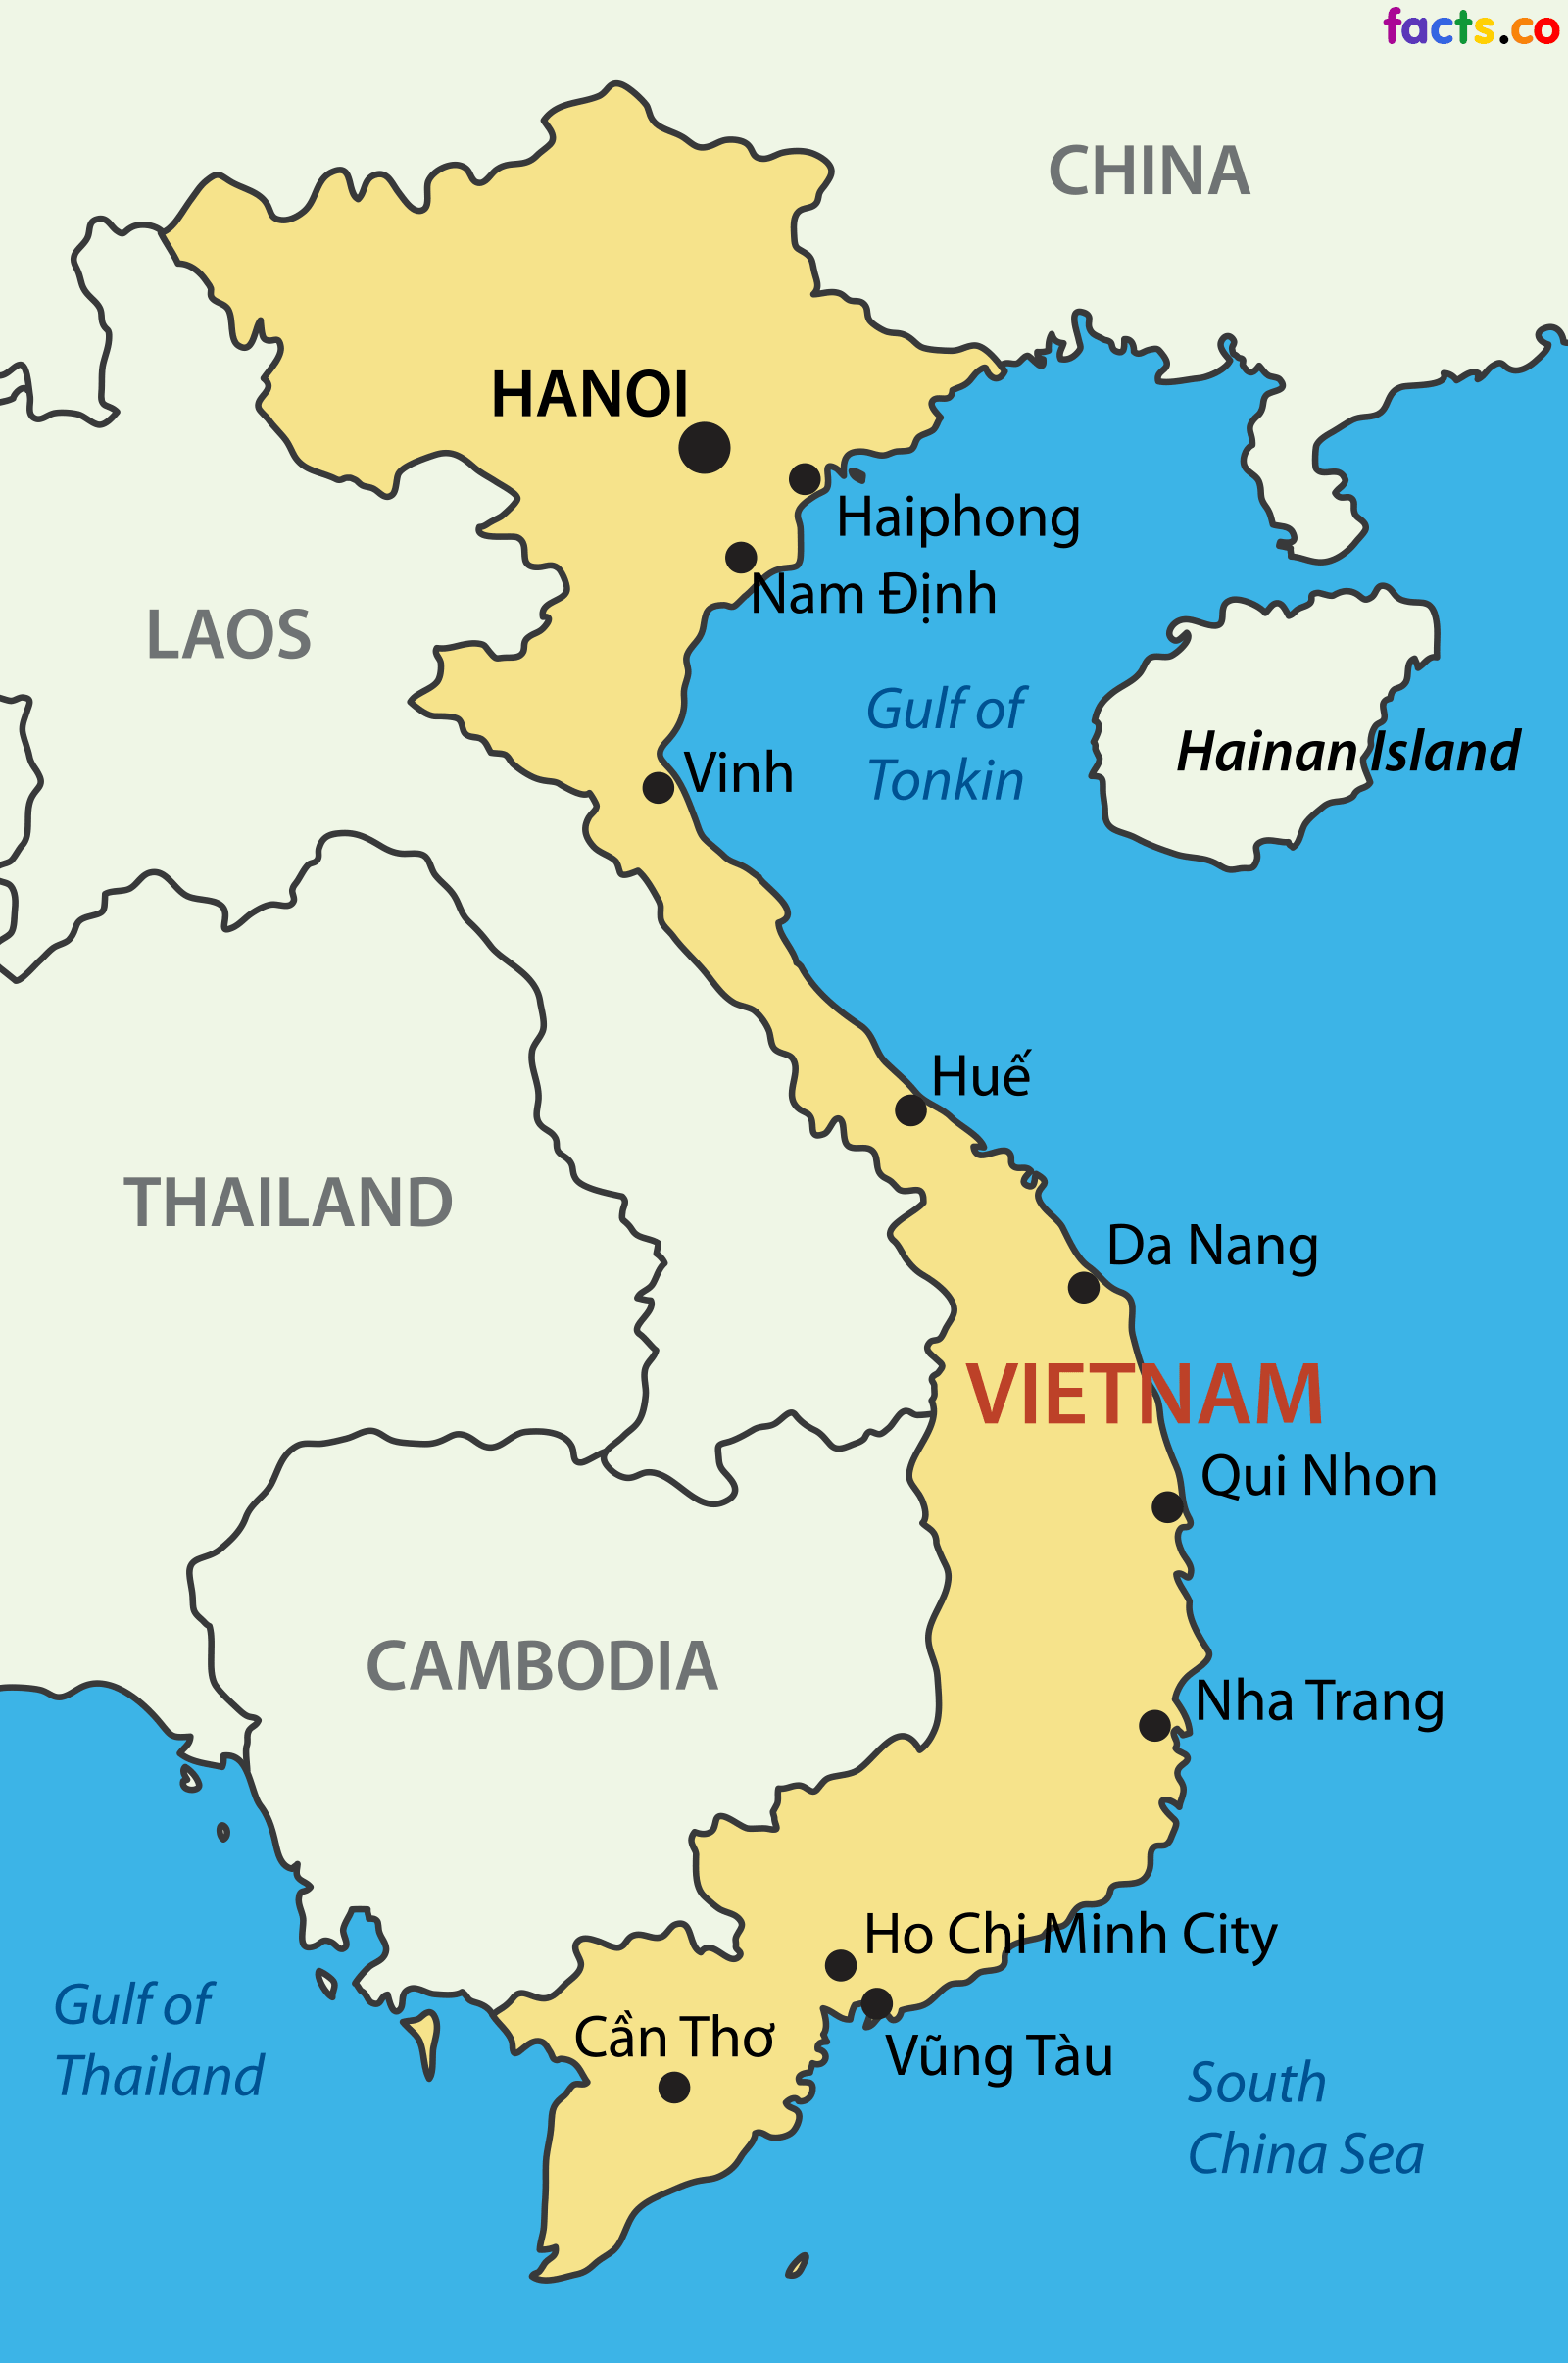 facts.co
CHINA
HANOI
Haiphong
Nam Định
LAOS
Gulf of
Tonkin
Hainan Island
Vinh
Huế
THAILAND
Da Nang
VIETNAM
Qui Nhon
CAMBODIA
Nha Trang
Ho Chi Minh City
Gulf of
Thailand
Cần Thơ
Vũng Tàu
South
China Sea